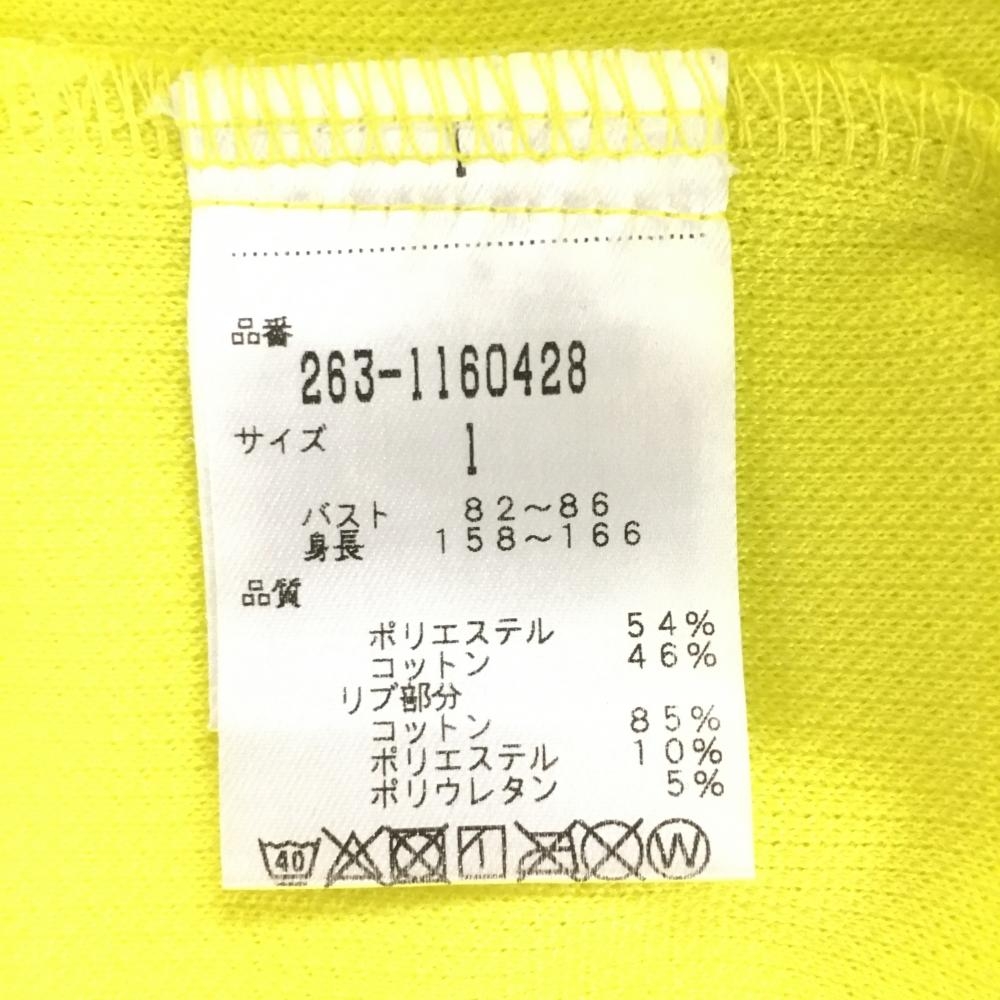 品番
263-1160428
サイズ 1
バスト 82~86
身長 158~166
品質
ポリエステル 54%
コットン 46%
リブ部分
コットン 85%
ポリエステル 10%
ポリウレタン 5%
40 W